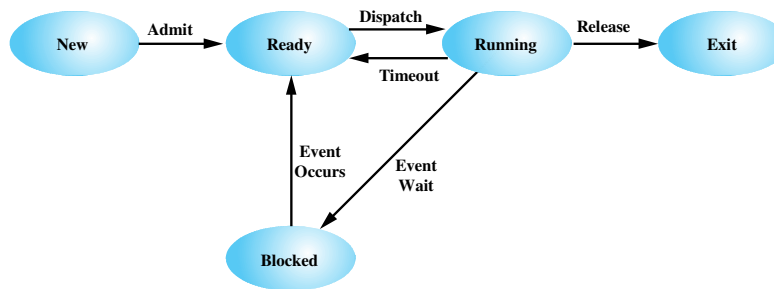 Dispatch
Admit
Release
New
Ready
Running
Exit
Timeout
Event
Occurs
Event
Wait
Blocked